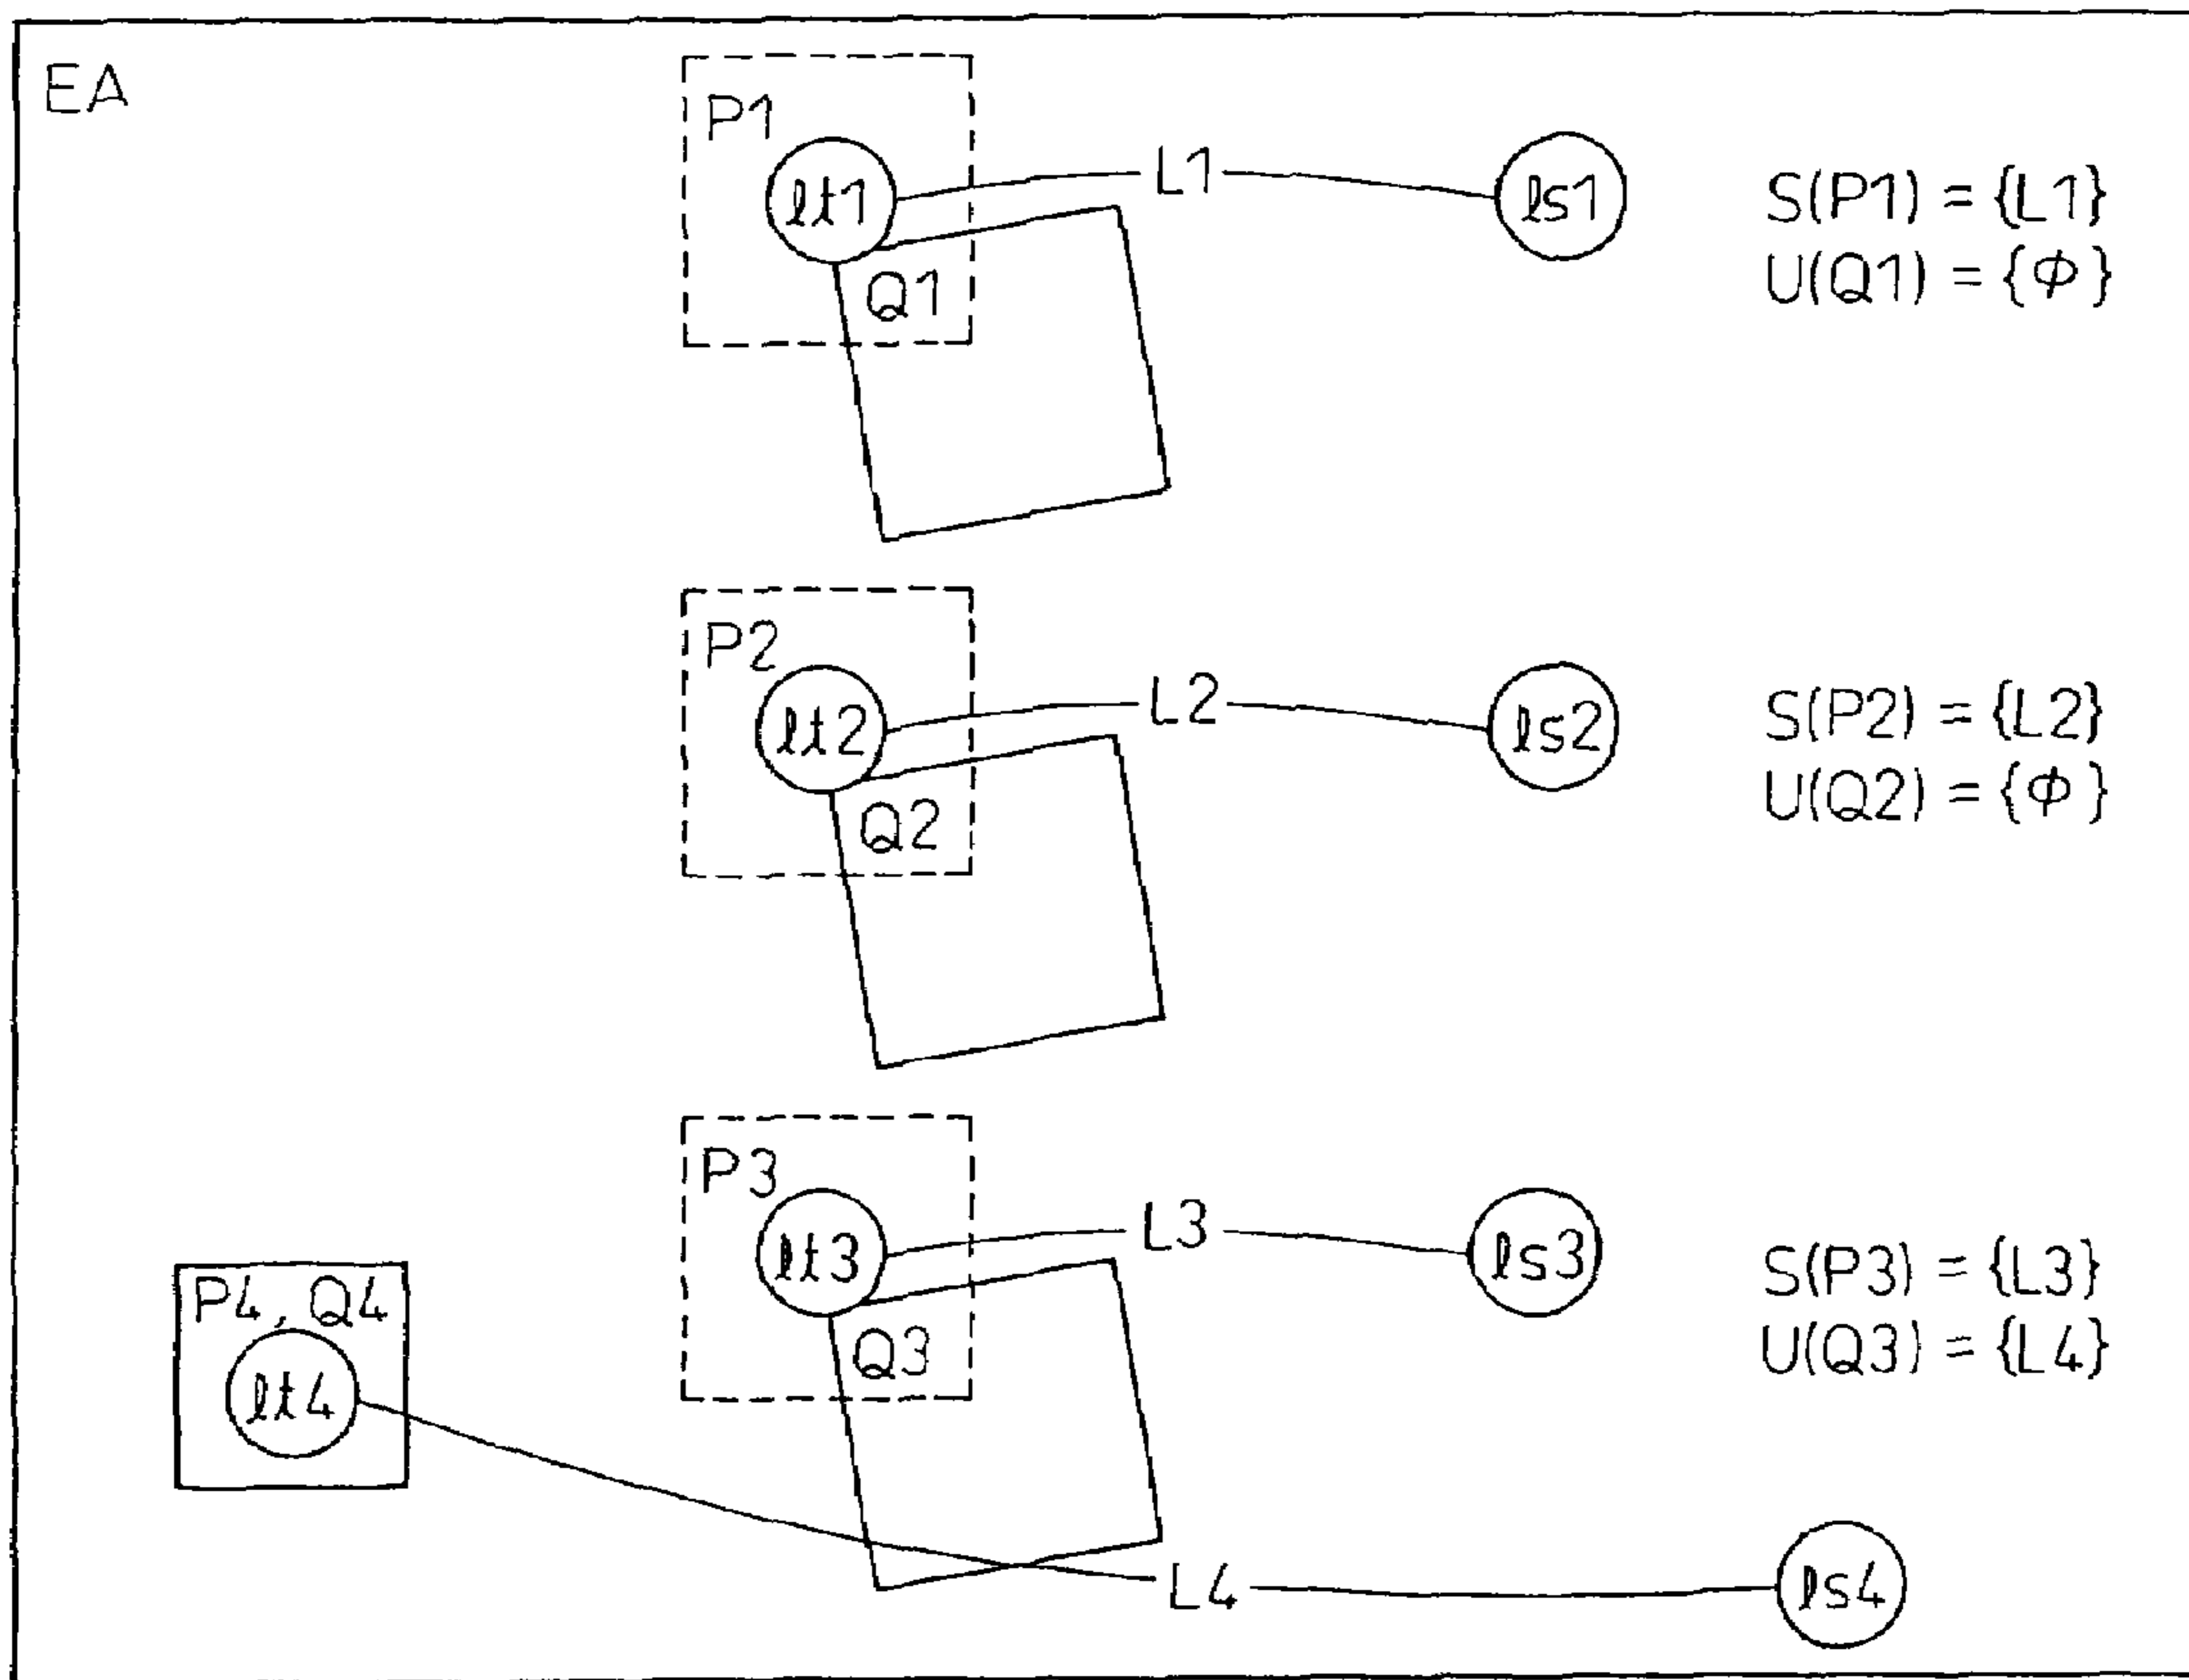 EA
P1
lt1
L1
ls1
Q1
S(P1) = {L1}
U(Q1) = {Φ}
P2
lt2
L2
ls2
Q2
S(P2) = {L2}
U(Q2) = {Φ}
P3
lt3
L3
ls3
Q3
S(P3) = {L3}
U(Q3) = {L4}
P4, Q4
lt4
L4
ls4